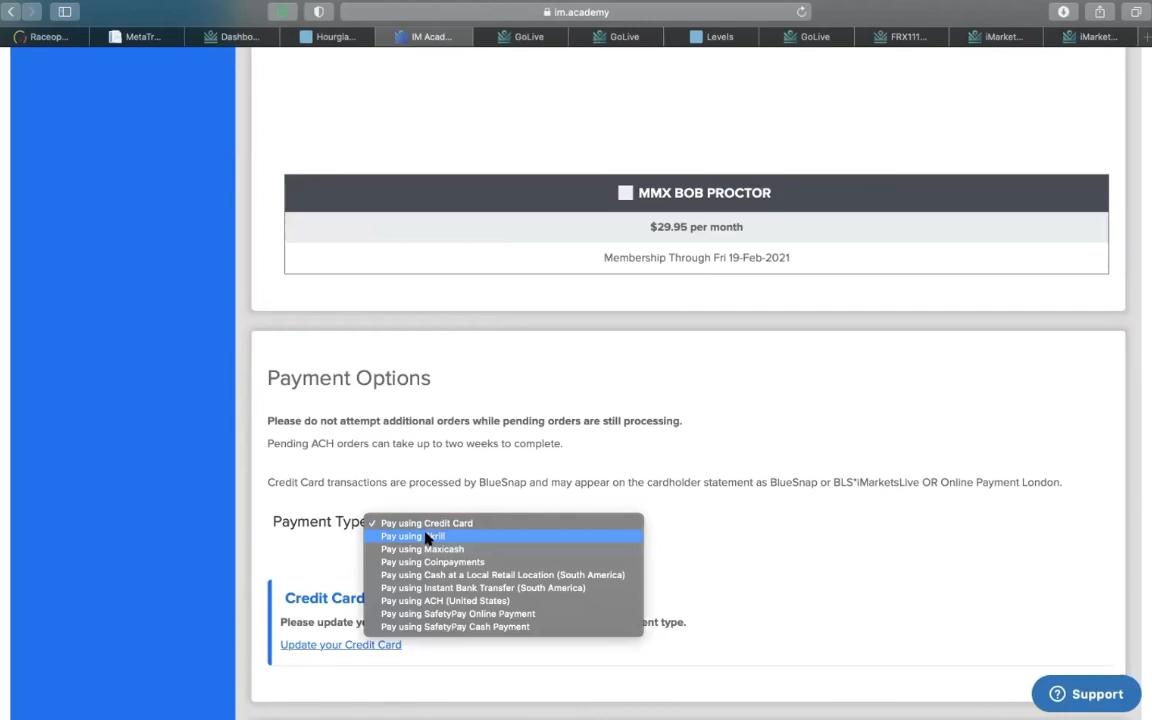 im.academy
Raceop...
MetaTr...
Dashbo...
Hourgla...
IM Acad...
GoLive
GoLive
Levels
GoLive
FRX111...
iMarket...
iMarket...
MMX BOB PROCTOR
$29.95 per month
Membership Through Fri 19-Feb-2021
Payment Options
Please do not attempt additional orders while pending orders are still processing.
Pending ACH orders can take up to two weeks to complete.
Credit Card transactions are processed by BlueSnap and may appear on the cardholder statement as BlueSnap or BLS*iMarketsLive OR Online Payment London.
Payment Type
✓ Pay using Credit Card
Pay using
Pay using Maxicash
Pay using Coinpayments
Pay using Cash at a Local Retail Location (South America)
Pay using Instant Bank Transfer (South America)
Pay using ACH (United States)
Pay using SafetyPay Online Payment
Pay using SafetyPay Cash Payment
Credit Card
Please update type.
Update your Credit Card
Support